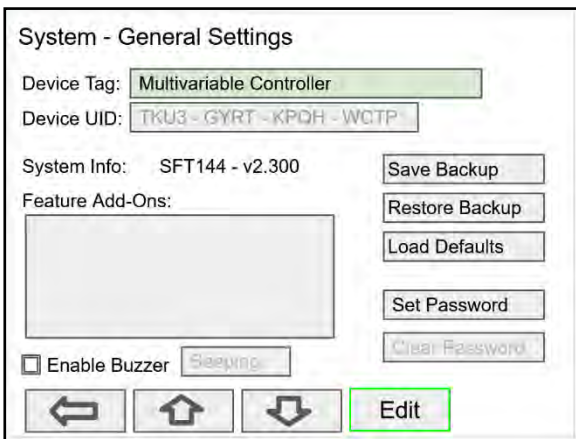 System - General Settings
Device Tag: Multivariable Controller
Device UID: TKU3 - GYRT - KPQH - WCTP
System Info: SFT144 - v2.300
Save Backup
Feature Add-Ons:
Restore Backup
Load Defaults
Set Password
Clear Password
Enable Buzzer Beeping
Edit